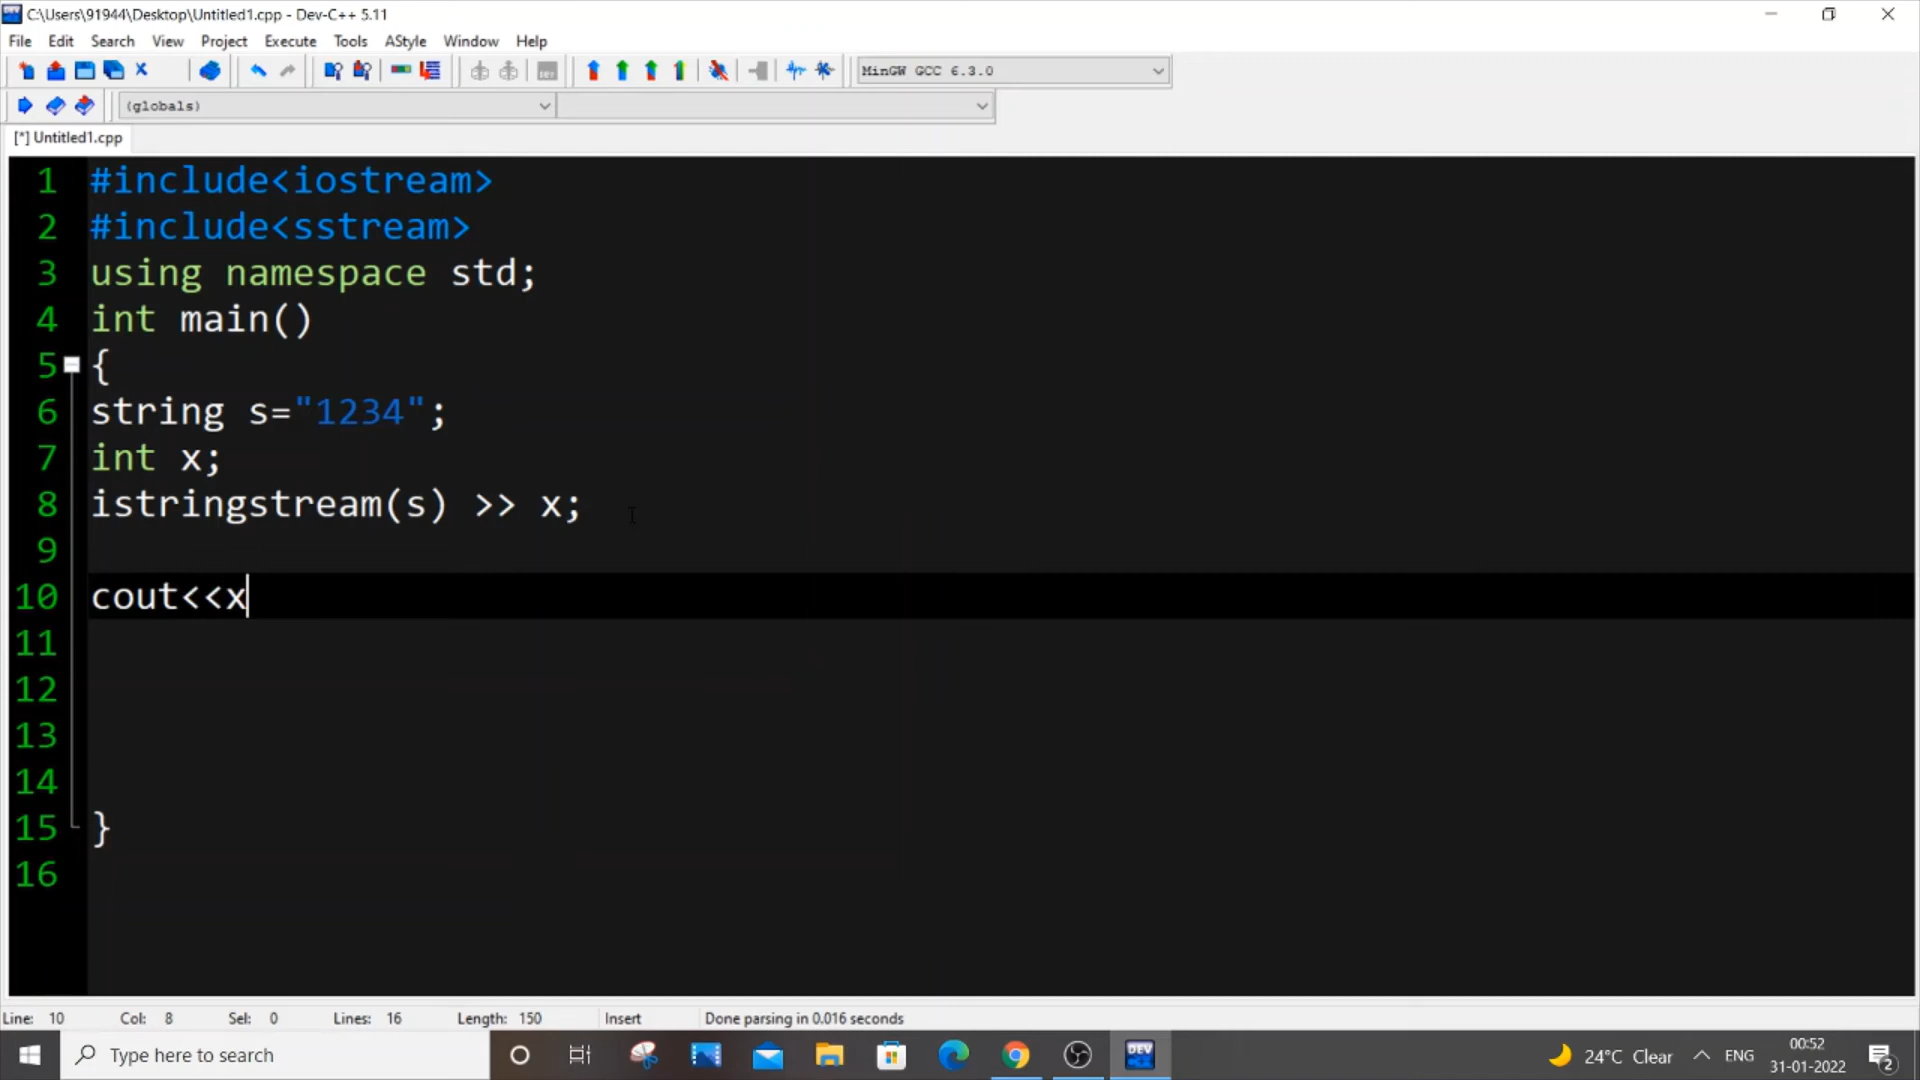 C:\Users\91944\Desktop\Untitled1.cpp - Dev-C++ 5.11
File Edit Search View Project Execute Tools AStyle Window Help
MinGW GCC 6.3.0
(globals)
[*] Untitled1.cpp
1 #include<iostream>
2 #include<sstream>
3 using namespace std;
4 int main()
5 {
6 string s="1234";
7 int x;
8 istringstream(s) >> x;
9
10 cout<<x
11
12
13
14
15 }
16
Line: 10 Col: 8 Sel: 0 Lines: 16 Length: 150 Insert Done parsing in 0.016 seconds
Type here to search
DEV
24°C Clear
ENG
00:52
31-01-2022
2